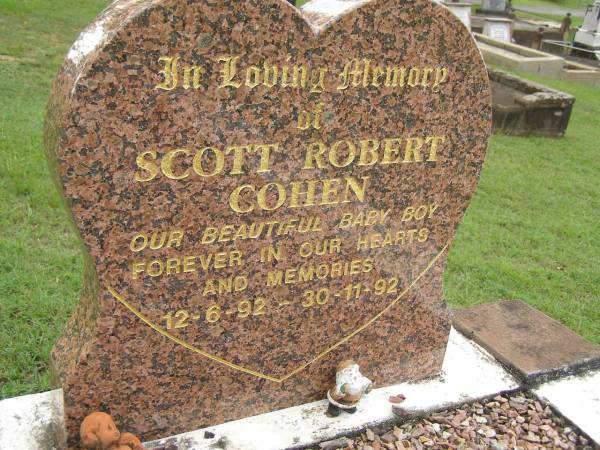 In Loving Memory
of
SCOTT ROBERT
COHEN
OUR BEAUTIFUL BABY BOY
FOREVER IN OUR HEARTS
AND MEMORIES
12-6-92 - 30-11-92